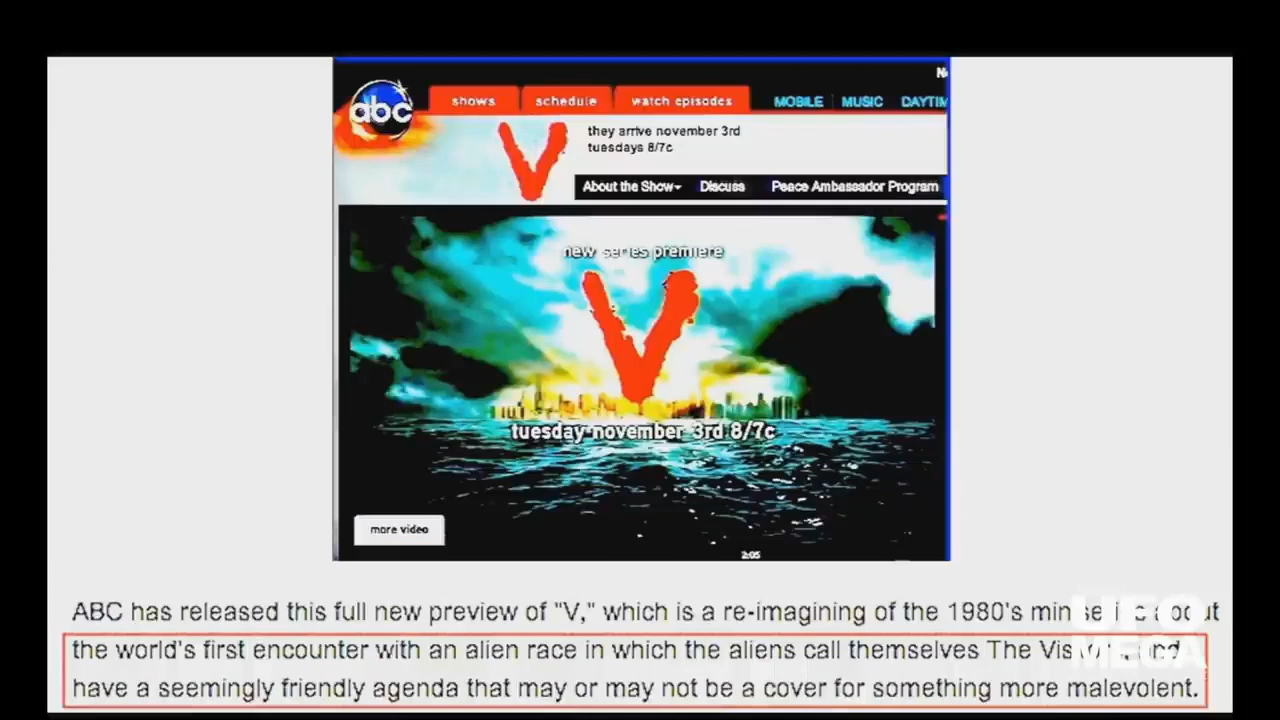 N
abc
shows schedule watch episodes MOBILE MUSIC DAYTIM
V
they arrive november 3rd
tuesdays 8/7c
About the Show Discuss Peace Ambassador Program
new series premiere
V
tuesday november 3rd 8/7c
more video
2:05
ABC has released this full new preview of "V," which is a re-imagining of the 1980's about
the world's first encounter with an alien race in which the aliens call themselves The
have a seemingly friendly agenda that may or may not be a cover for something more malevolent.
UFO
MEGA